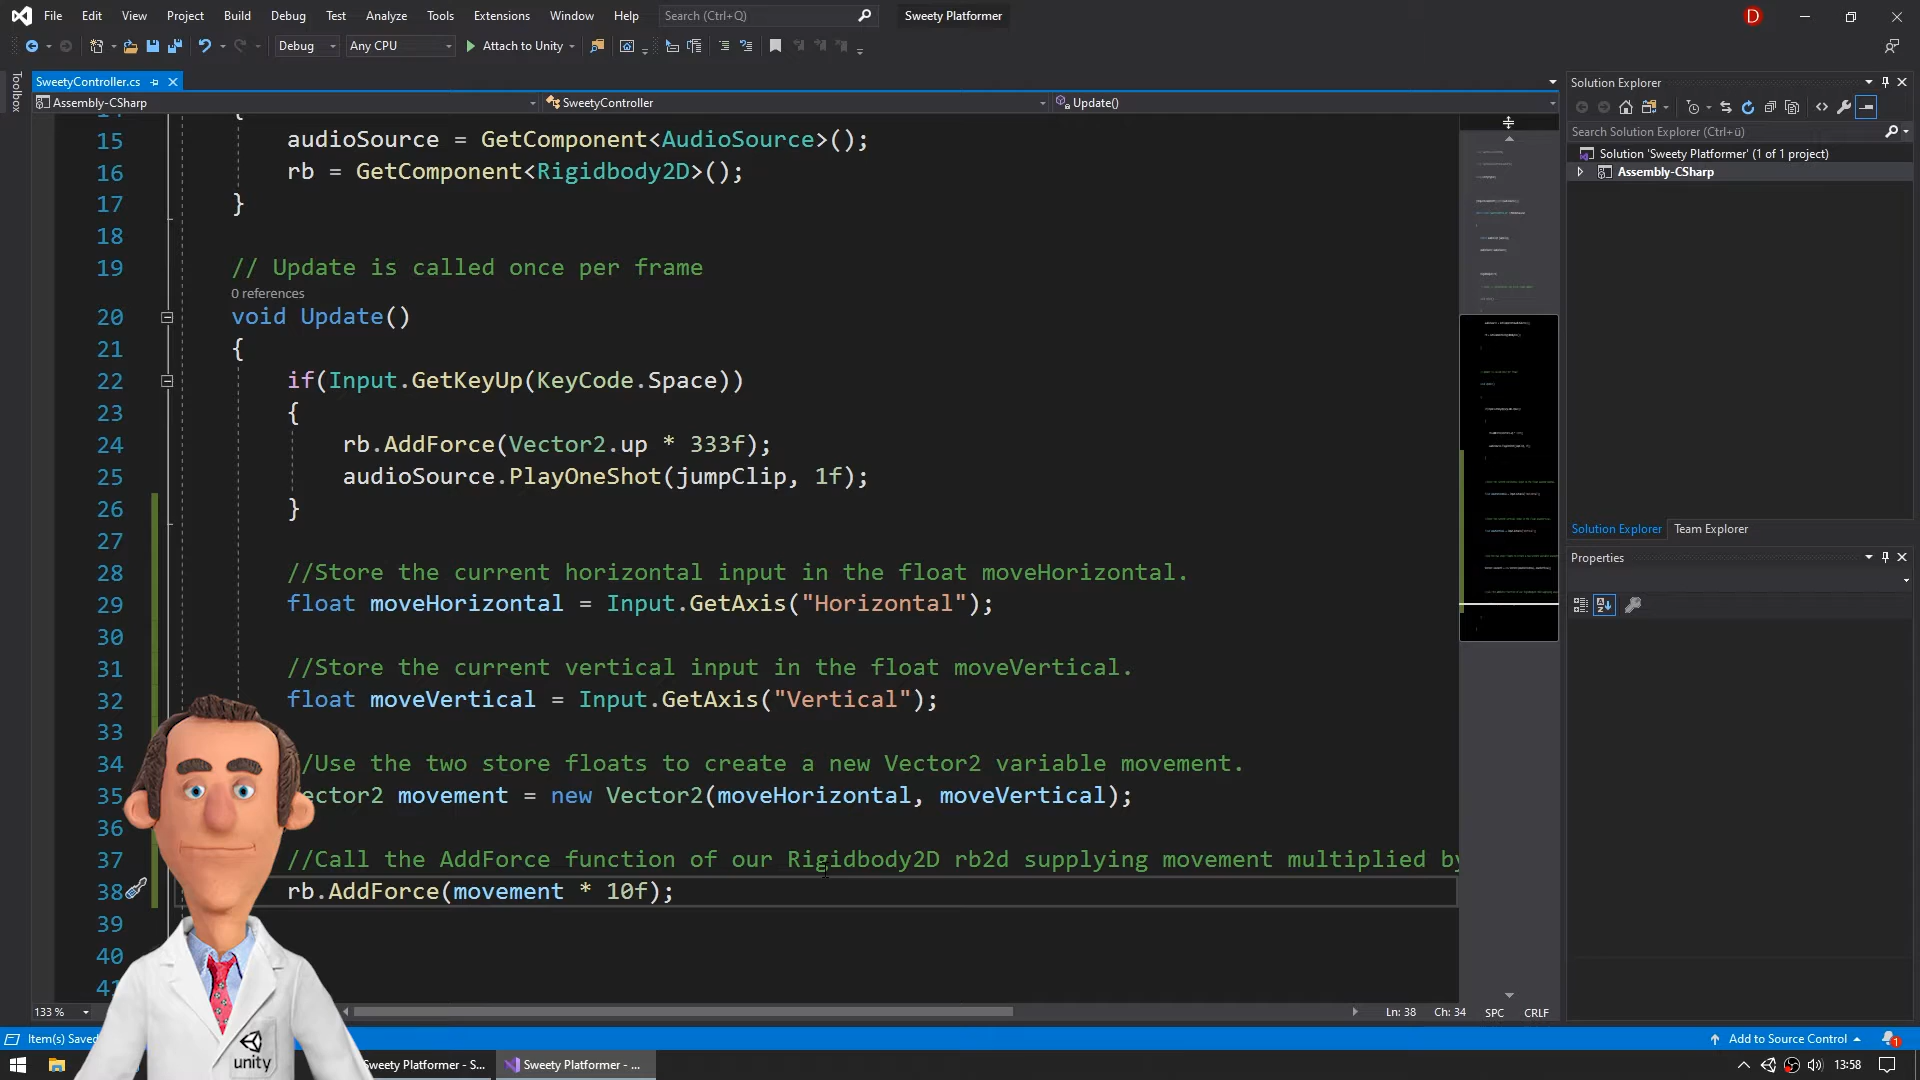 File Edit View Project Build Debug Test Analyze Tools Extensions Window Help Search (Ctrl+Q) Sweety Platformer D
Debug Any CPU Attach to Unity
Toolbox
SweetyController.cs
Assembly-CSharp SweetyController Update()
15 audioSource = GetComponent<AudioSource>();
16 rb = GetComponent<Rigidbody2D>();
17 }
18
19 // Update is called once per frame
0 references
20 void Update()
21 {
22 if(Input.GetKeyUp(KeyCode.Space))
23 {
24 rb.AddForce(Vector2.up * 333f);
25 audioSource.PlayOneShot(jumpClip, 1f);
26 }
27
28 //Store the current horizontal input in the float moveHorizontal.
29 float moveHorizontal = Input.GetAxis("Horizontal");
30
31 //Store the current vertical input in the float moveVertical.
32 float moveVertical = Input.GetAxis("Vertical");
33
34 /Use the two store floats to create a new Vector2 variable movement.
35 ector2 movement = new Vector2(moveHorizontal, moveVertical);
36
37 //Call the AddForce function of our Rigidbody2D rb2d supplying movement multiplied by
38 rb.AddForce(movement * 10f);
39
40
41
133 % Ln: 38 Ch: 34 SPC CRLF
Solution Explorer
Search Solution Explorer (Ctrl+ü)
Solution 'Sweety Platformer' (1 of 1 project)
Assembly-CSharp
Solution Explorer Team Explorer
Properties
Item(s) Saved Add to Source Control 1
unity
Sweety Platformer - S... Sweety Platformer - ... 13:58